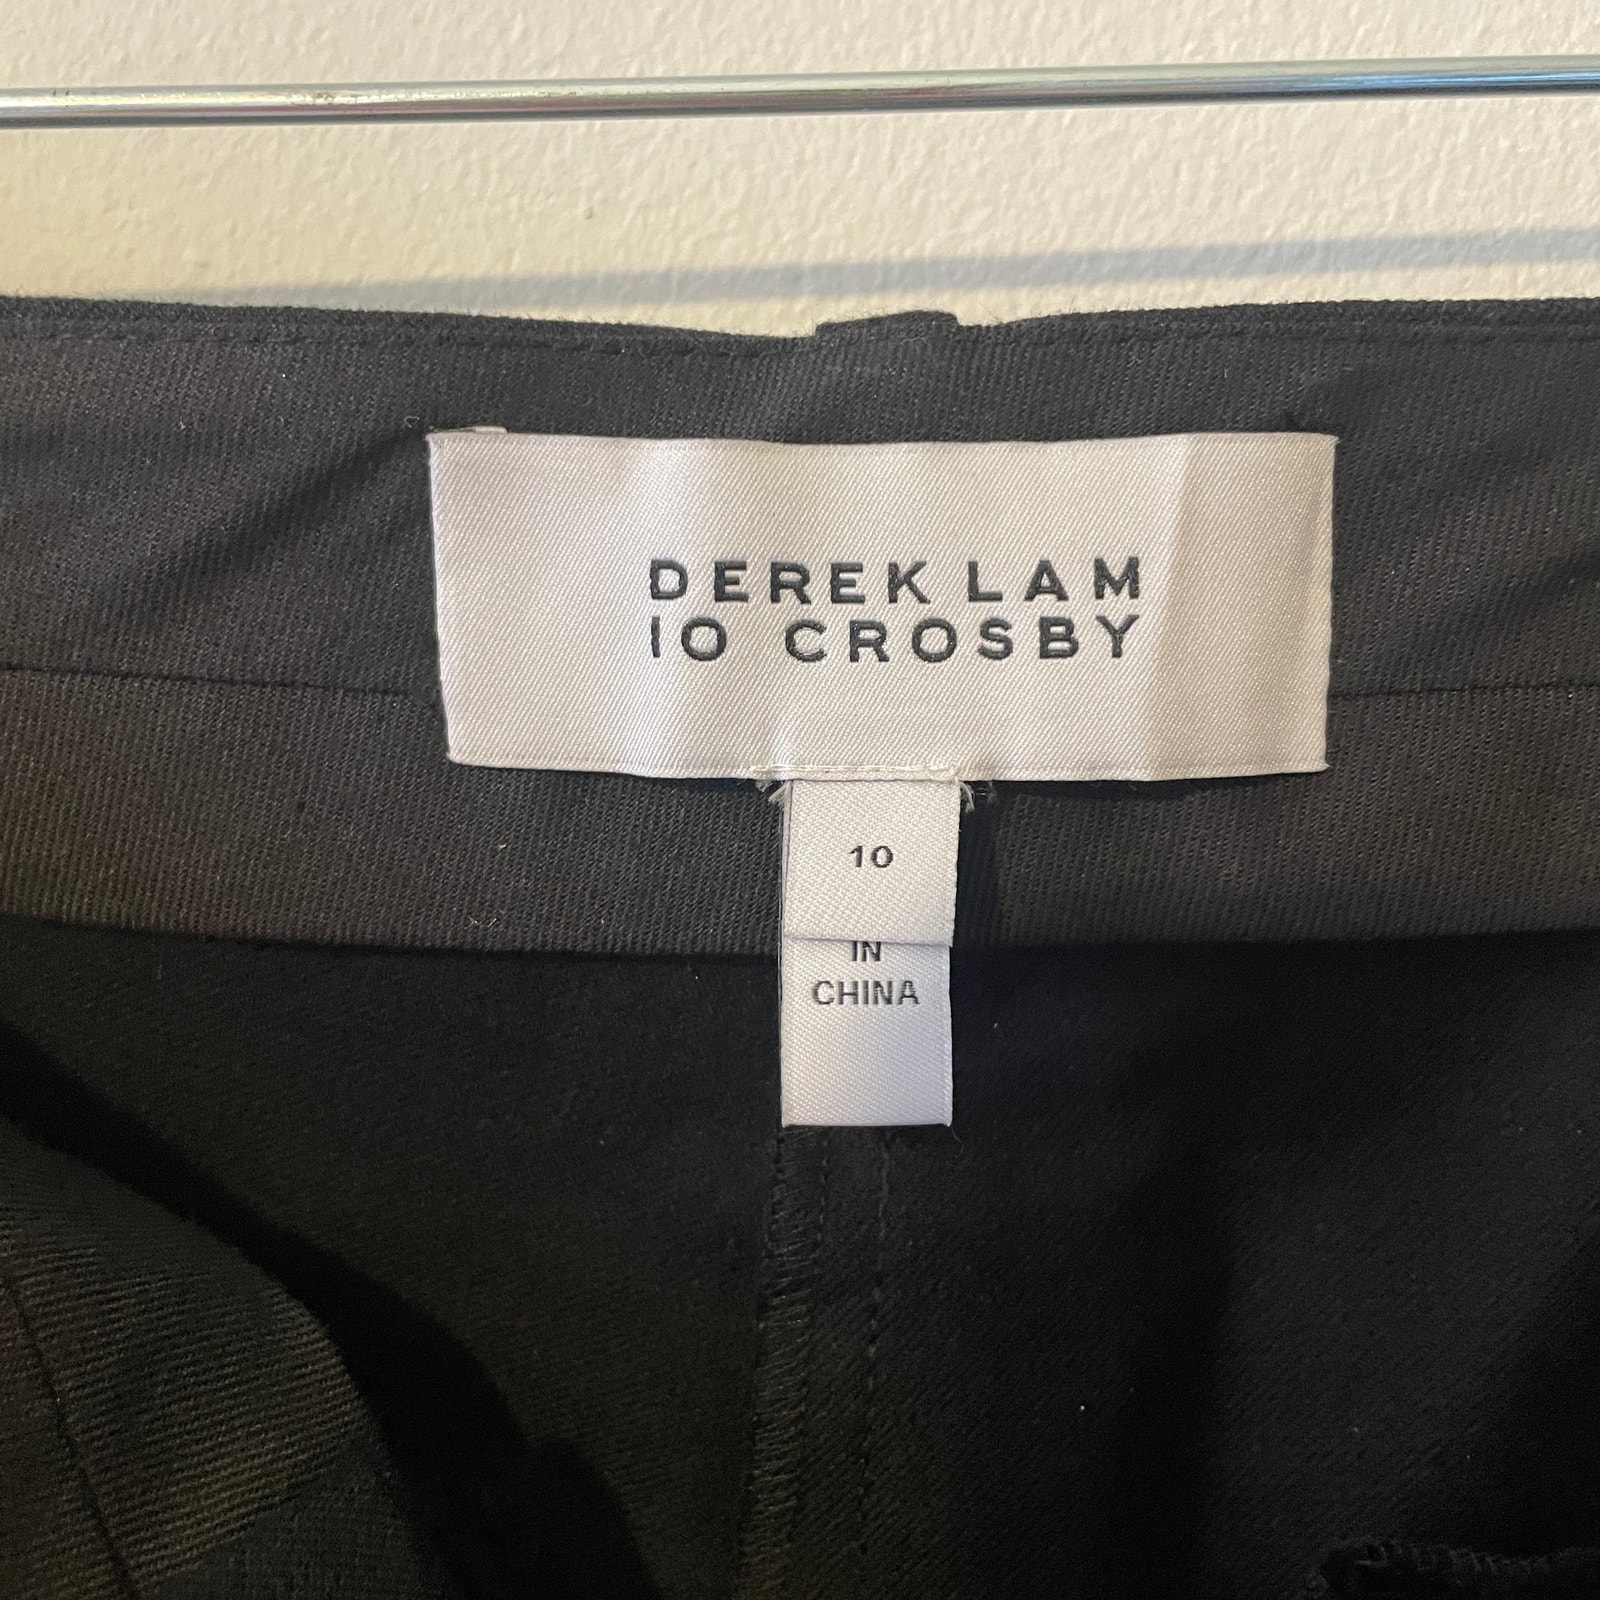 DEREK LAM
10 CROSBY
10
IN
CHINA